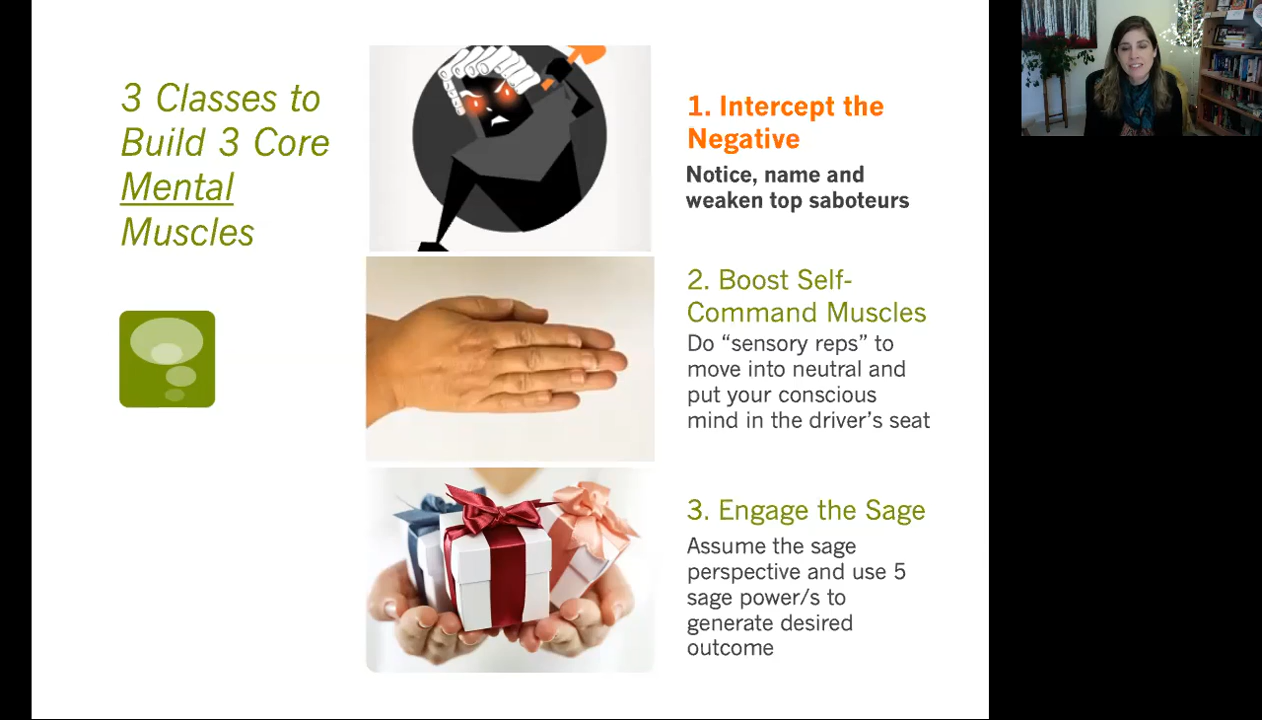 3 Classes to
Build 3 Core
Mental
Muscles
1. Intercept the
Negative
Notice, name and
weaken top saboteurs
2. Boost Self-
Command Muscles
Do “sensory reps” to
move into neutral and
put your conscious
mind in the driver’s seat
3. Engage the Sage
Assume the sage
perspective and use 5
sage power/s to
generate desired
outcome